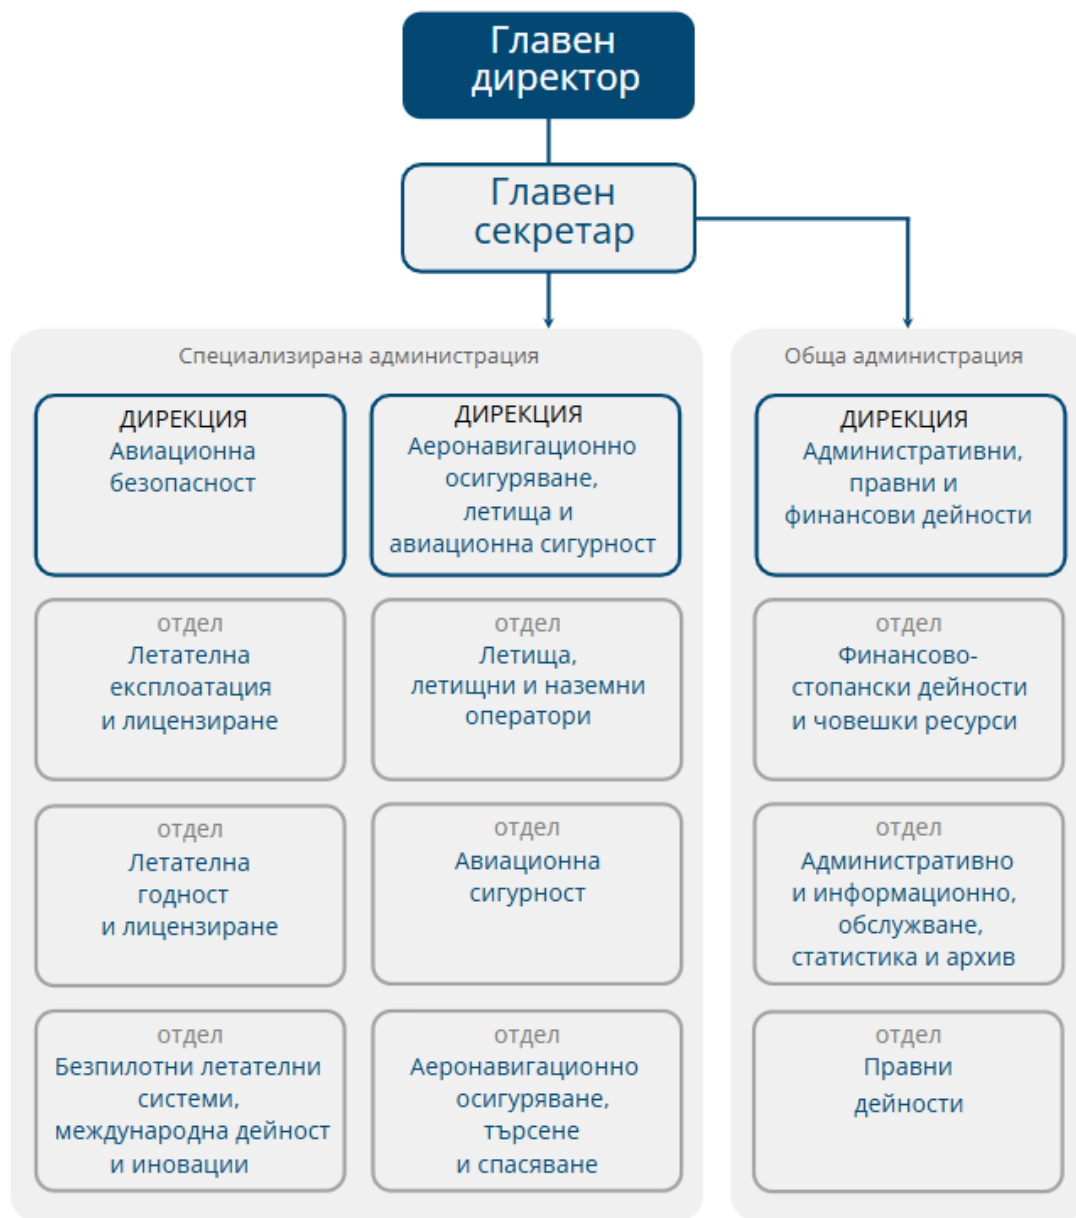 Главен
директор
Главен
секретар
Специализирана администрация
ДИРЕКЦИЯ
Авиационна
безопасност
ДИРЕКЦИЯ
Аеронавигационно
осигуряване,
летища и
авиационна сигурност
отдел
Летателна
експлоатация
и лицензиране
отдел
Летища,
летищни и наземни
оператори
отдел
Летателна
годност
и лицензиране
отдел
Авиационна
сигурност
отдел
Безпилотни летателни
системи,
международна дейност
и иновации
отдел
Аеронавигационно
осигуряване,
търсене
и спасяване
Обща администрация
ДИРЕКЦИЯ
Административни,
правни и
финансови дейности
отдел
Финансово-
стопански дейности
и човешки ресурси
отдел
Административно
и информационно,
обслужване,
статистика и архив
отдел
Правни
дейности